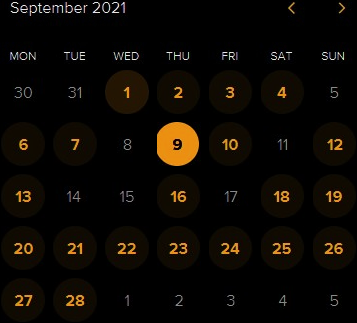 September 2021
MON TUE WED THU FRI SAT SUN
30 31 1 2 3 4 5
6 7 8 9 10 11 12
13 14 15 16 17 18 19
20 21 22 23 24 25 26
27 28 1 2 3 4 5